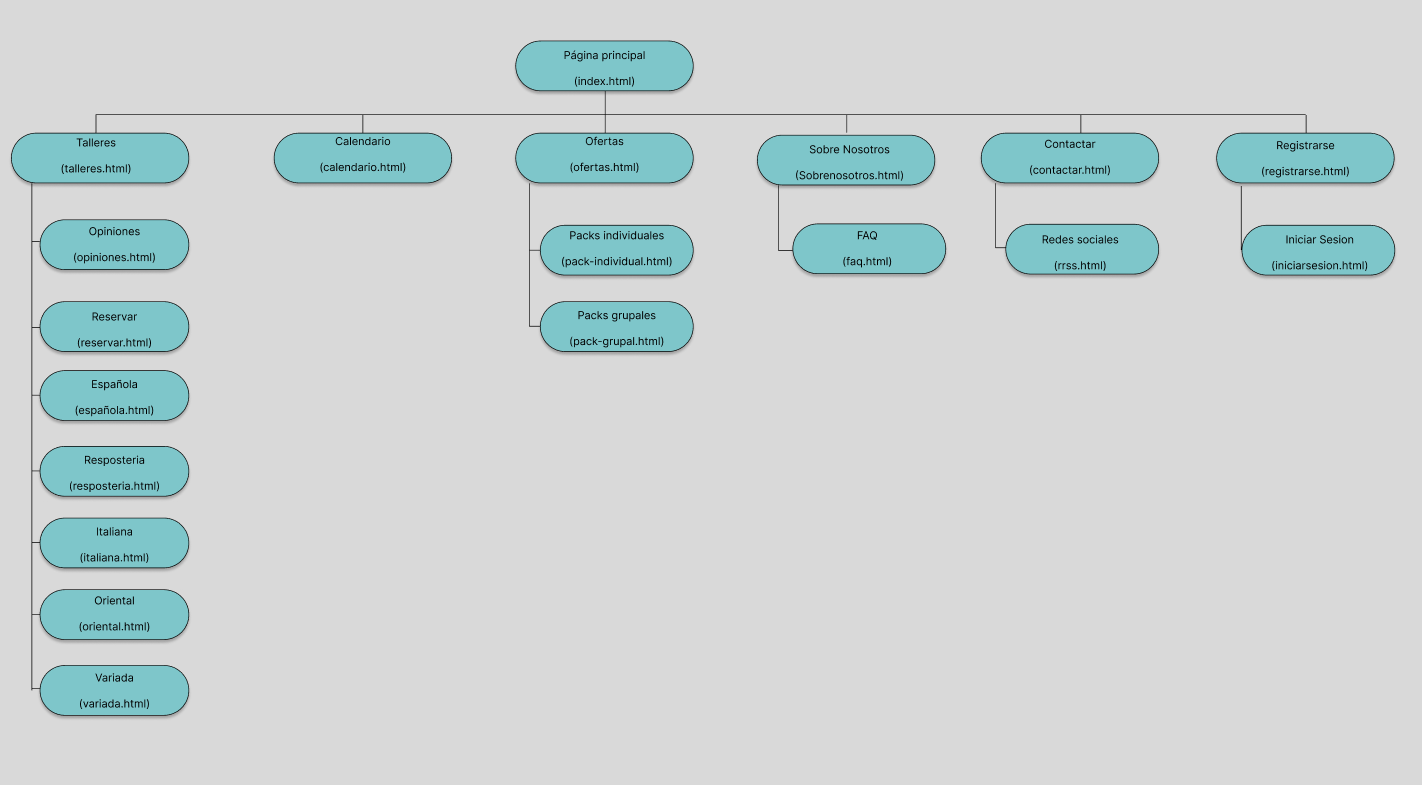 Página principal
(index.html)
Talleres
(talleres.html)
Calendario
(calendario.html)
Ofertas
(ofertas.html)
Sobre Nosotros
(Sobrenosotros.html)
Contactar
(contactar.html)
Registrarse
(registrarse.html)
Opiniones
(opiniones.html)
Reservar
(reservar.html)
Española
(española.html)
Resposteria
(resposteria.html)
Italiana
(italiana.html)
Oriental
(oriental.html)
Variada
(variada.html)
Packs individuales
(pack-individual.html)
Packs grupales
(pack-grupal.html)
FAQ
(faq.html)
Redes sociales
(rrss.html)
Iniciar Sesion
(iniciarsesion.html)